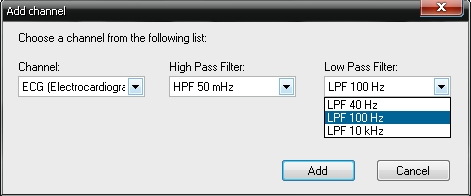 Add channel
Choose a channel from the following list:
Channel: High Pass Filter: Low Pass Filter:
ECG (Electrocardiogra HPF 50 mHz LPF 100 Hz
LPF 40 Hz
LPF 100 Hz
LPF 10 kHz
Add Cancel